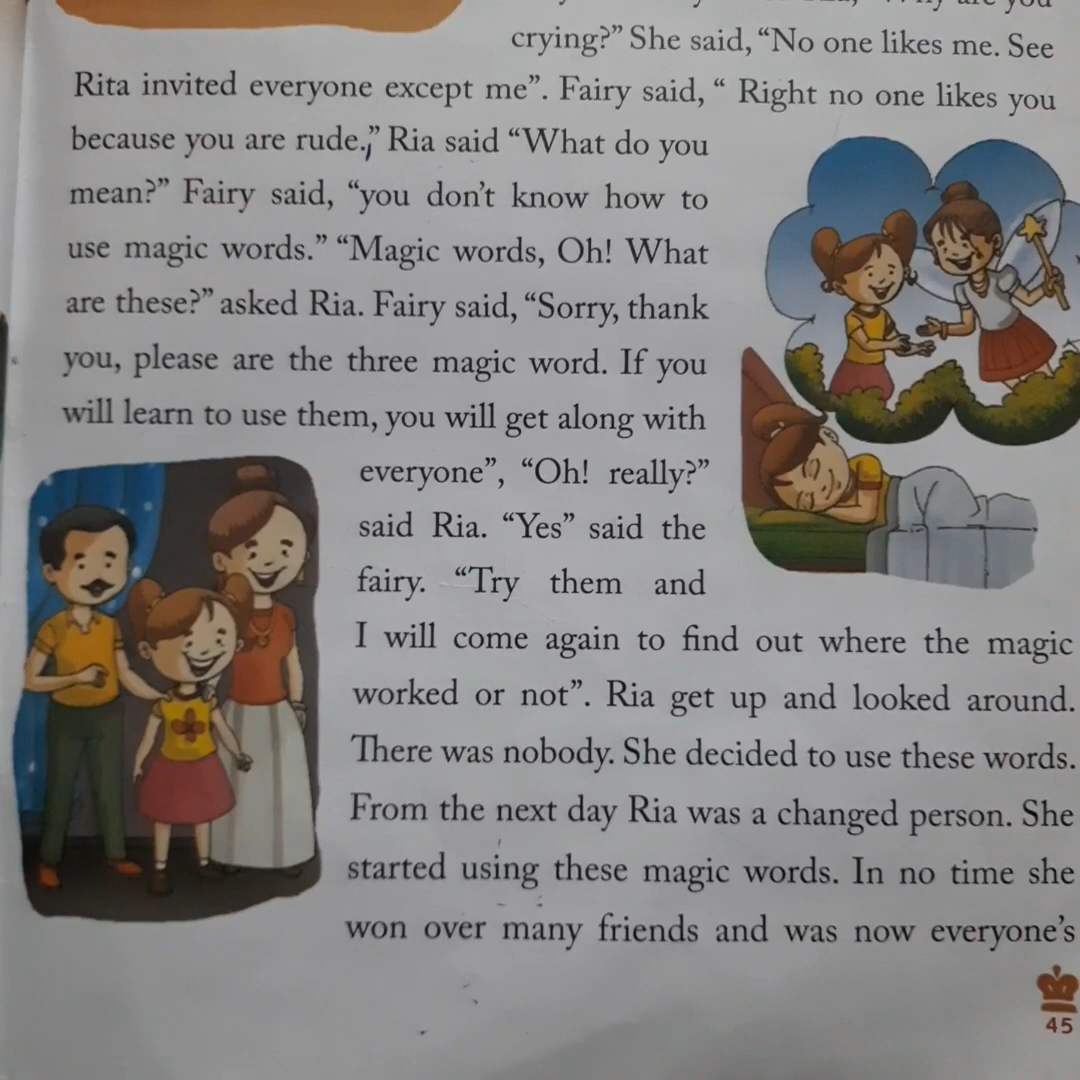 crying?” She said, “No one likes me. See
Rita invited everyone except me”. Fairy said, “ Right no one likes you
because you are rude.,” Ria said “What do you
mean?” Fairy said, “you don’t know how to
use magic words.” “Magic words, Oh! What
are these?” asked Ria. Fairy said, “Sorry, thank
you, please are the three magic word. If you
will learn to use them, you will get along with
everyone”, “Oh! really?”
said Ria. “Yes” said the
fairy. “Try them and
I will come again to find out where the magic
worked or not”. Ria get up and looked around.
There was nobody. She decided to use these words.
From the next day Ria was a changed person. She
started using these magic words. In no time she
won over many friends and was now everyone’s
45